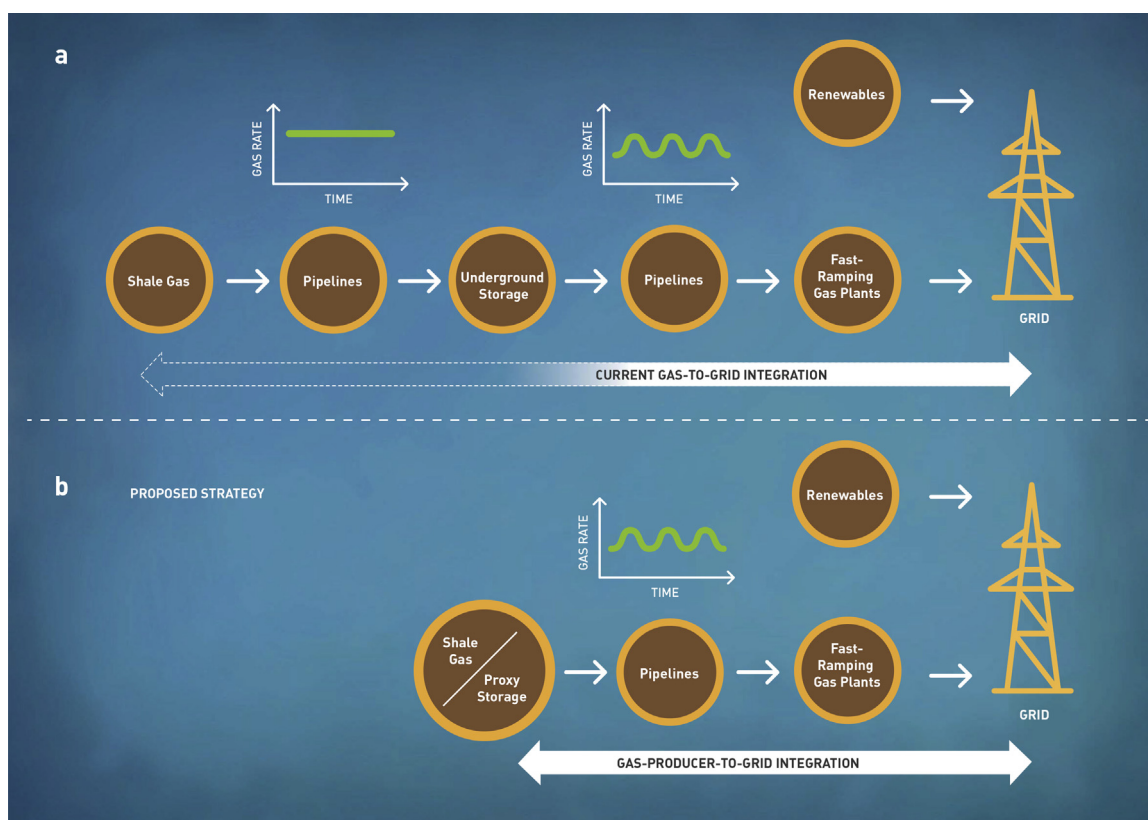 a
Renewables
GAS RATE
TIME
GAS RATE
TIME
Shale Gas
Pipelines
Underground
Storage
Pipelines
Fast-
Ramping
Gas Plants
GRID
CURRENT GAS-TO-GRID INTEGRATION
b
PROPOSED STRATEGY
Renewables
GAS RATE
TIME
Shale
Gas
Proxy
Storage
Pipelines
Fast-
Ramping
Gas Plants
GRID
GAS-PRODUCER-TO-GRID INTEGRATION